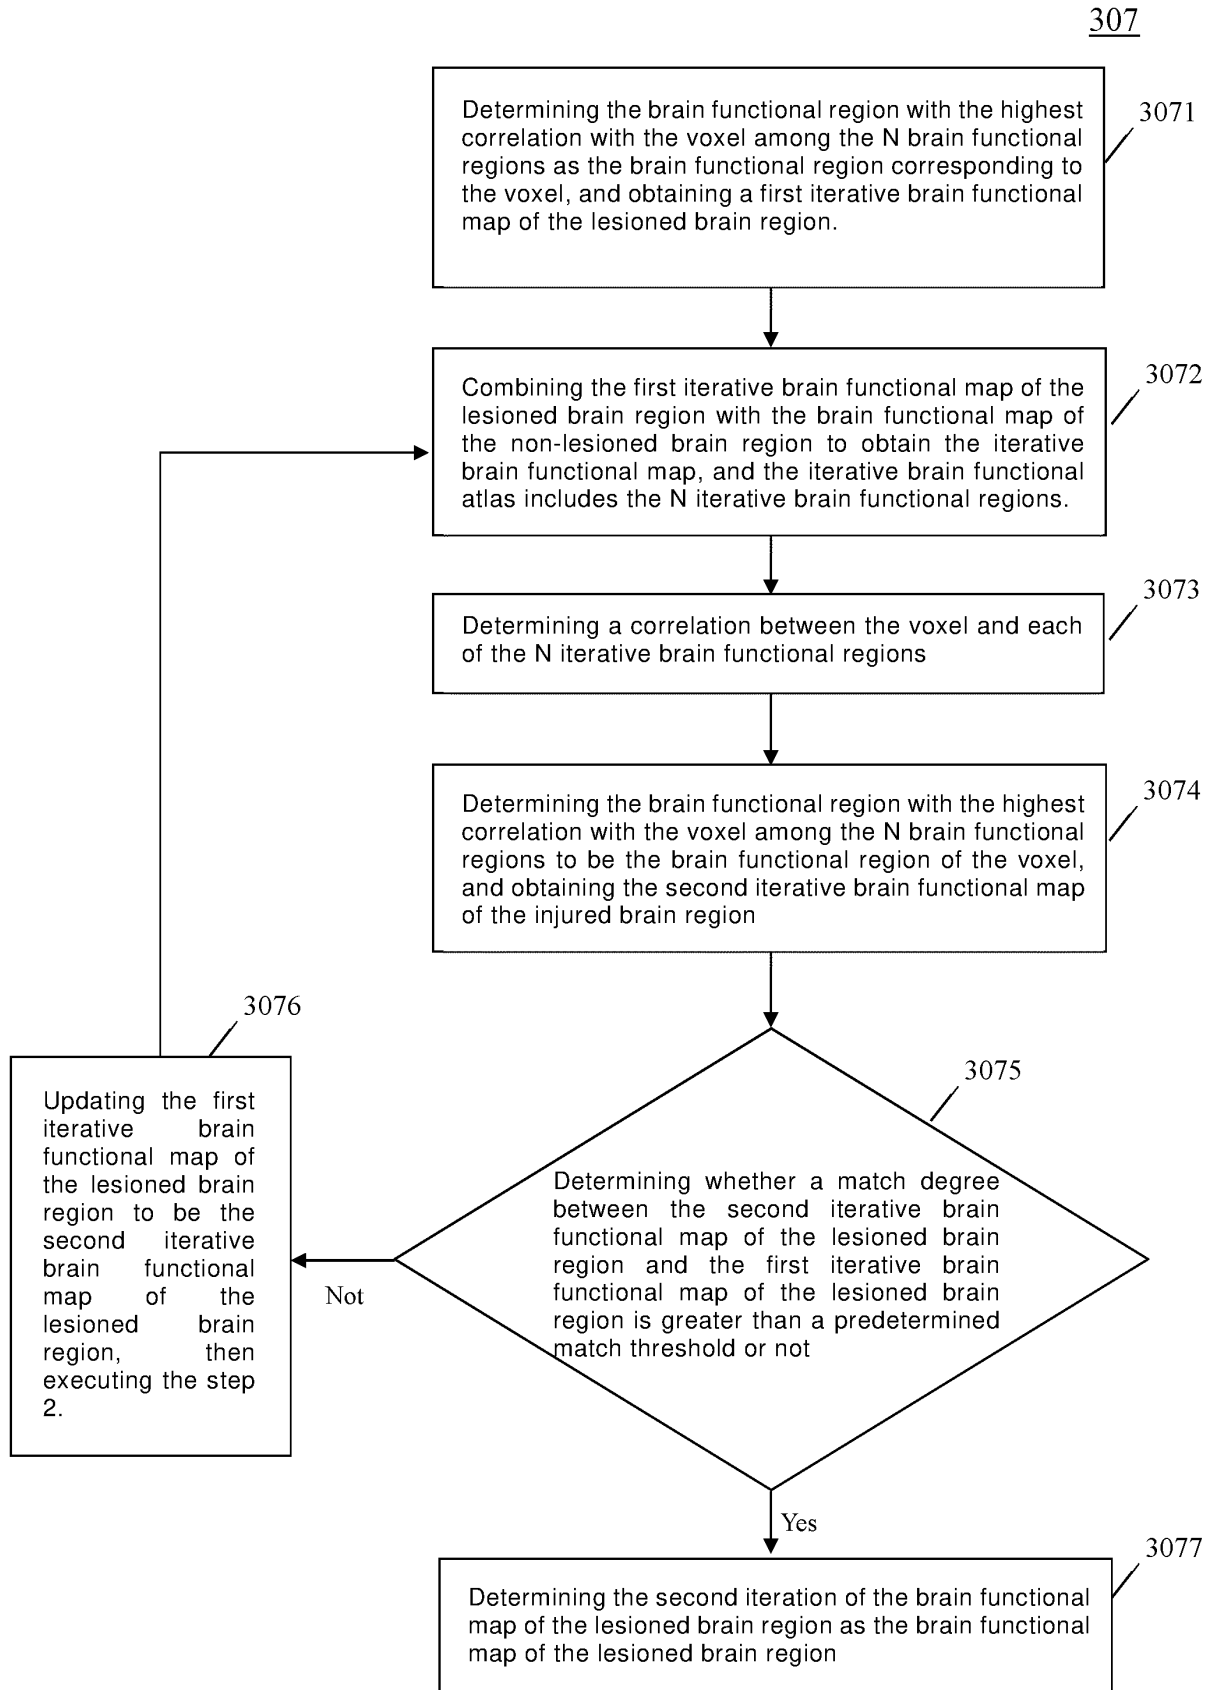 307
Determining the brain functional region with the highest
correlation with the voxel among the N brain functional
regions as the brain functional region corresponding to
the voxel, and obtaining a first iterative brain functional
map of the lesioned brain region.
3071
Combining the first iterative brain functional map of the
lesioned brain region with the brain functional map of
the non-lesioned brain region to obtain the iterative
brain functional map, and the iterative brain functional
atlas includes the N iterative brain functional regions.
3072
Determining a correlation between the voxel and each
of the N iterative brain functional regions
3073
Determining the brain functional region with the highest
correlation with the voxel among the N brain functional
regions to be the brain functional region of the voxel,
and obtaining the second iterative brain functional map
of the injured brain region
3074
3075
Determining whether a match degree
between the second iterative brain
functional map of the lesioned brain
region and the first iterative brain
functional map of the lesioned brain
region is greater than a predetermined
match threshold or not
3076
Updating the first
iterative brain
functional map of
the lesioned brain
region to be the
second iterative
brain functional
map of the
lesioned brain
region, then
executing the step
2.
Not
Yes
3077
Determining the second iteration of the brain functional
map of the lesioned brain region as the brain functional
map of the lesioned brain region